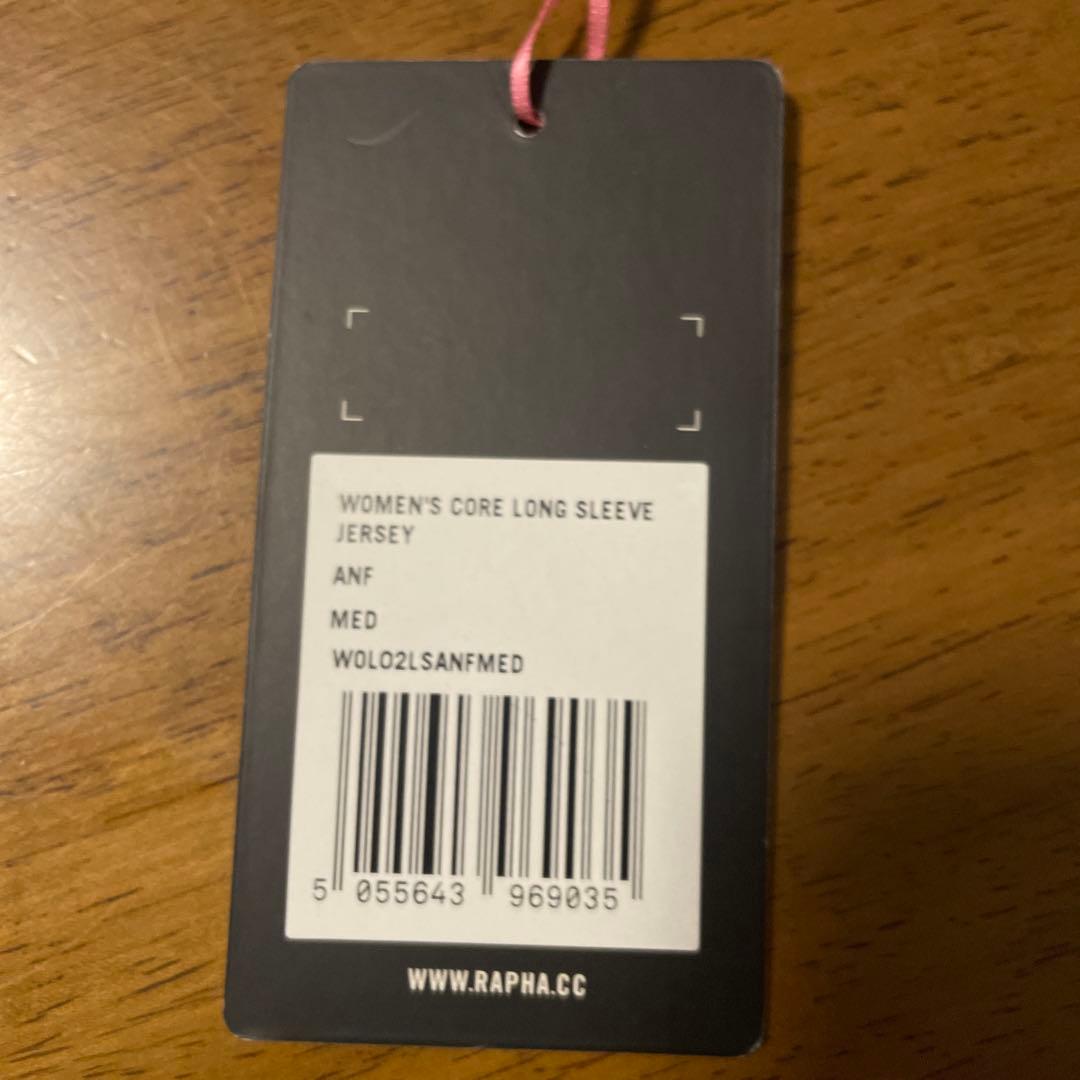 WOMEN'S CORE LONG SLEEVE
JERSEY
ANF
MED
WOLO2LSANFMED
5 055643 969035
WWW.RAPHA.CC